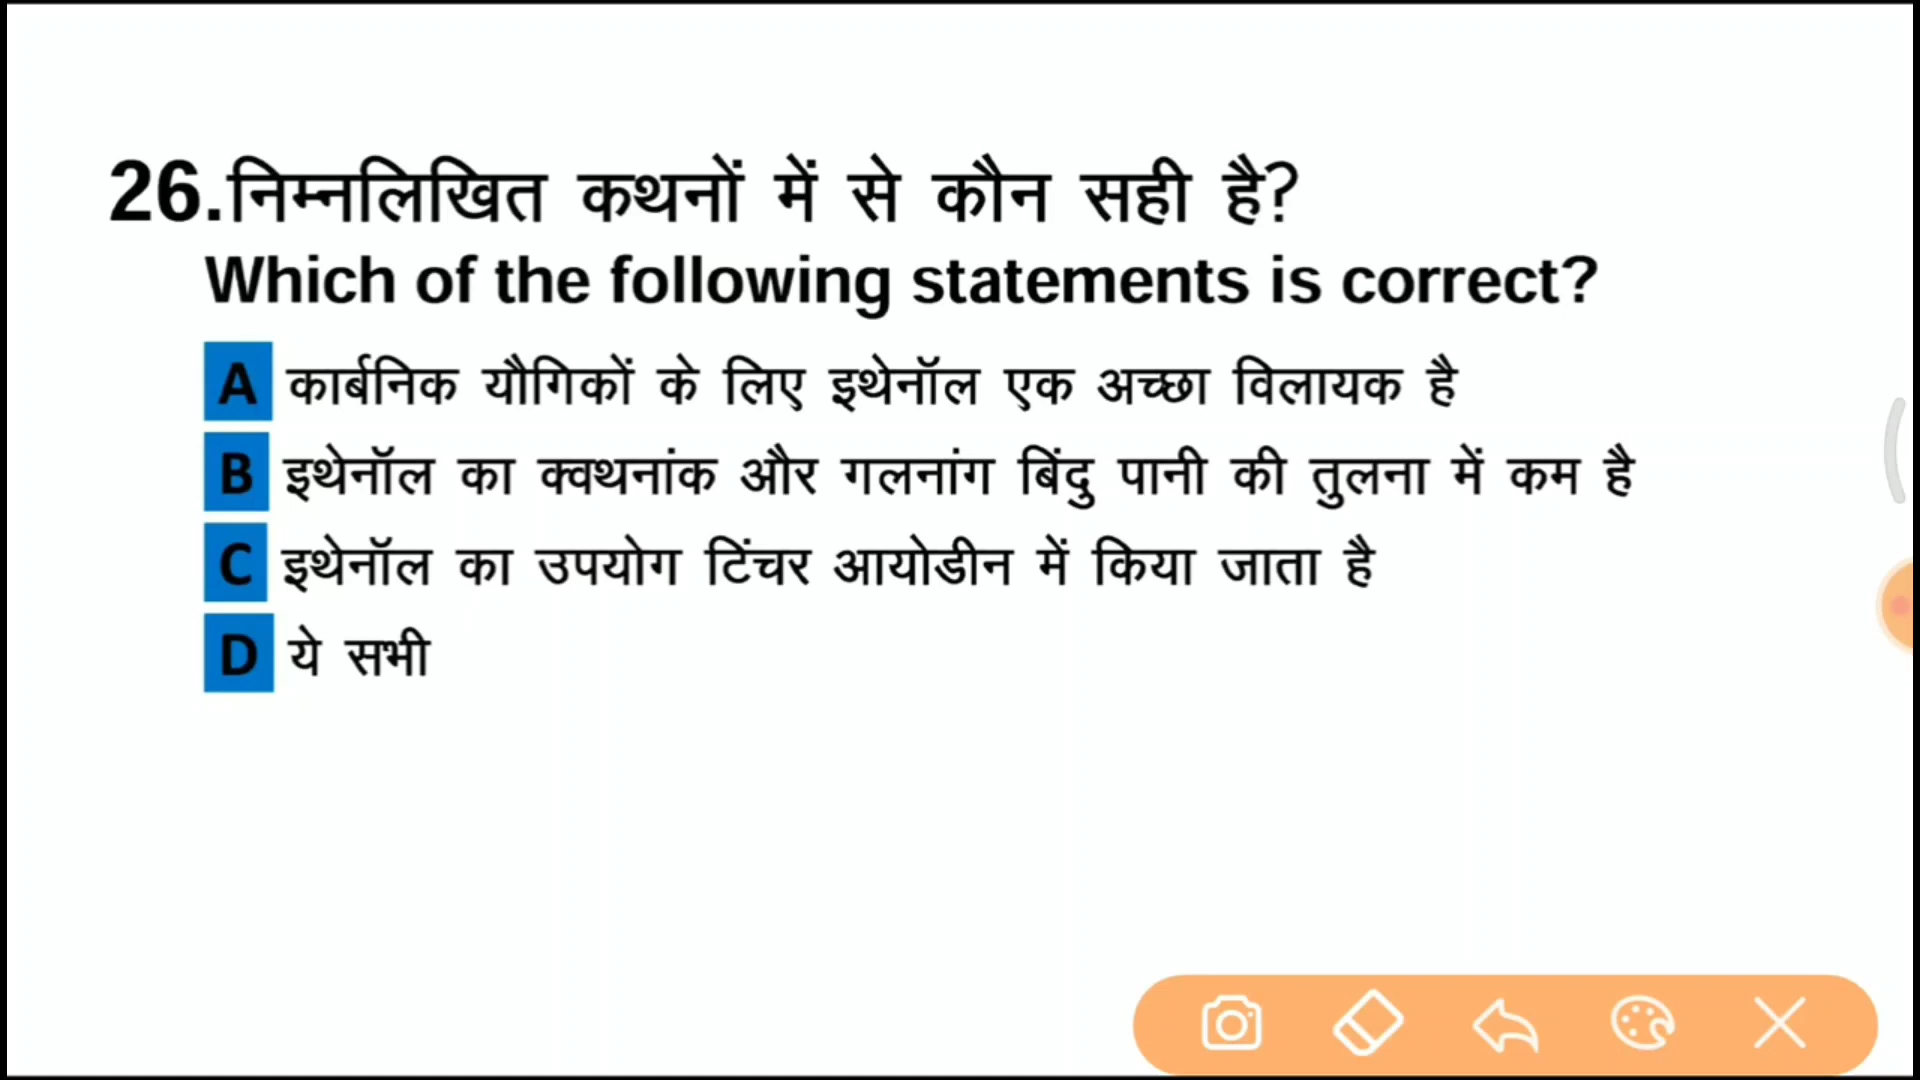 26.निम्नलिखित कथनों में से कौन सही है?
Which of the following statements is correct?
A कार्बनिक यौगिकों के लिए इथेनॉल एक अच्छा विलायक है
B इथेनॉल का क्वथनांक और गलनांग बिंदु पानी की तुलना में कम है
C इथेनॉल का उपयोग टिंचर आयोडीन में किया जाता है
D ये सभी